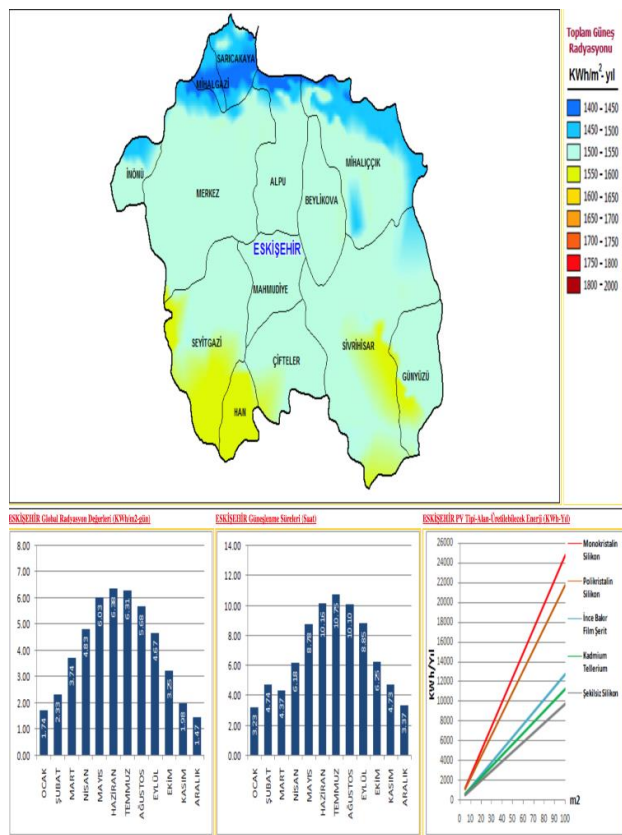 Toplam Güneş
Radyasyonu
KWh/m²- yıl
1400 - 1450
1450 - 1500
1500 - 1550
1550 - 1600
1600 - 1650
1650 - 1700
1700 - 1750
1750 - 1800
1800 - 2000
SARICAKAYA
MİHALGAZİ
İNÖNÜ
MERKEZ
ALPU
BEYLİKOVA
MİHALIÇÇIK
ESKİŞEHİR
MAHMUDİYE
SEYİTGAZİ
ÇİFTELER
SİVRİHİSAR
GÜNYÜZÜ
HAN
ESKİŞEHİR Global Radyasyon Değerleri (KWh/m2-gün)
8.00
7.00
6.00
5.00
4.00
3.00
2.00
1.00
0.00
1.74
2.33
3.74
4.83
6.03
6.38
6.31
5.68
4.67
3.25
1.98
1.47
OCAK
ŞUBAT
MART
NİSAN
MAYIS
HAZİRAN
TEMMUZ
AĞUSTOS
EYLÜL
EKİM
KASIM
ARALIK
ESKİŞEHİR Güneşlenme Süreleri (Saat)
14.00
12.00
10.00
8.00
6.00
4.00
2.00
0.00
3.23
4.74
4.37
6.18
8.78
10.16
10.75
10.10
8.85
6.25
4.73
3.37
OCAK
ŞUBAT
MART
NİSAN
MAYIS
HAZİRAN
TEMMUZ
AĞUSTOS
EYLÜL
EKİM
KASIM
ARALIK
ESKİŞEHİR PV Tipi-Alan-Üretilebilecek Enerji (KWh-Yıl)
KWh/Yıl
26000
24000
22000
20000
18000
16000
14000
12000
10000
8000
6000
4000
2000
0
0 10 20 30 40 50 60 70 80 90 100
m2
Monokristalin
Silikon
Polikristalin
Silikon
İnce Bakır
Film Şerit
Kadmium
Tellerium
Şekilsiz Silikon